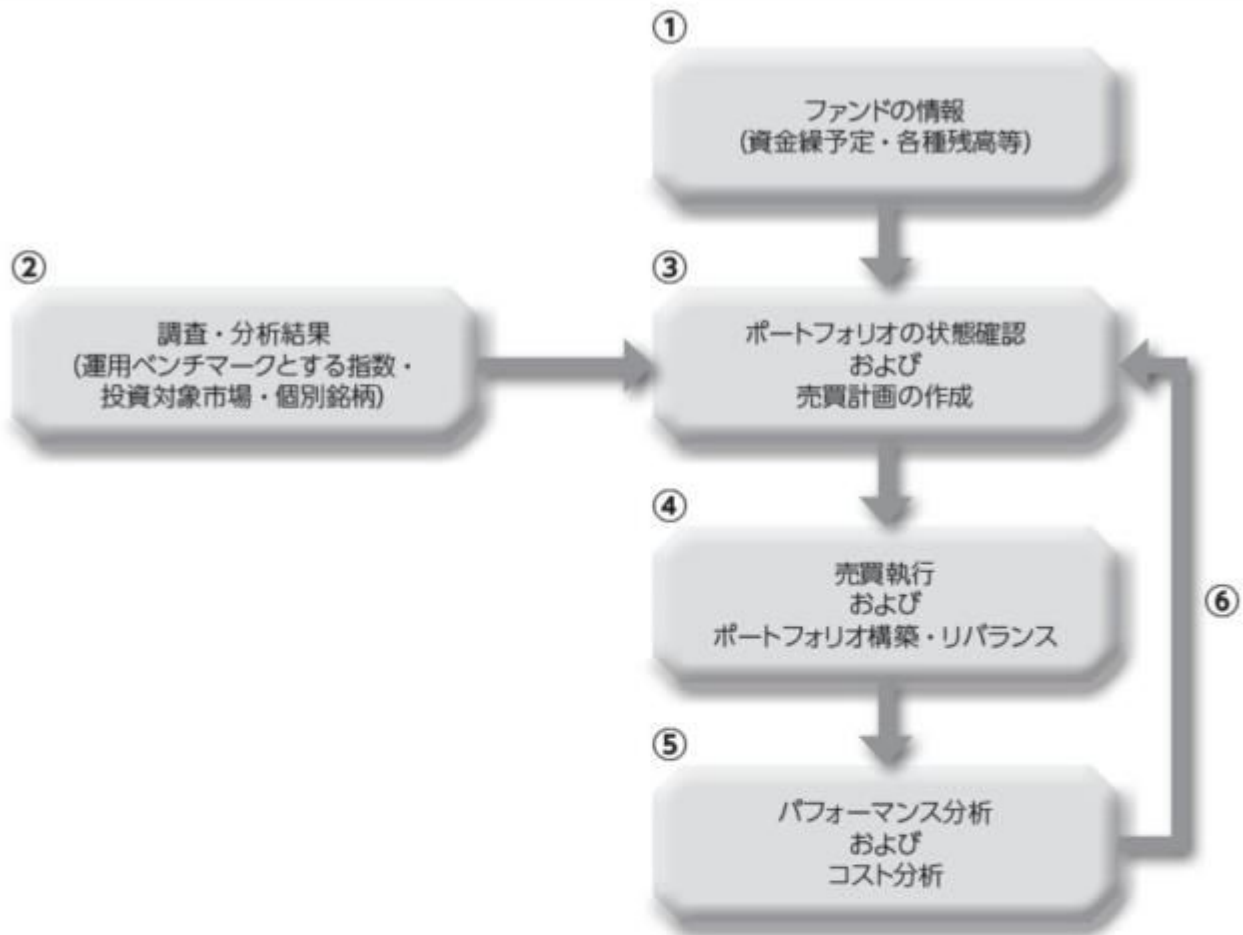 ①
ファンドの情報
(資金繰予定・各種残高等)
②
調査・分析結果
(運用ベンチマークとする指数・
投資対象市場・個別銘柄)
③
ポートフォリオの状態確認
および
売買計画の作成
④
売買執行
および
ポートフォリオ構築・リバランス
⑤
パフォーマンス分析
および
コスト分析
⑥